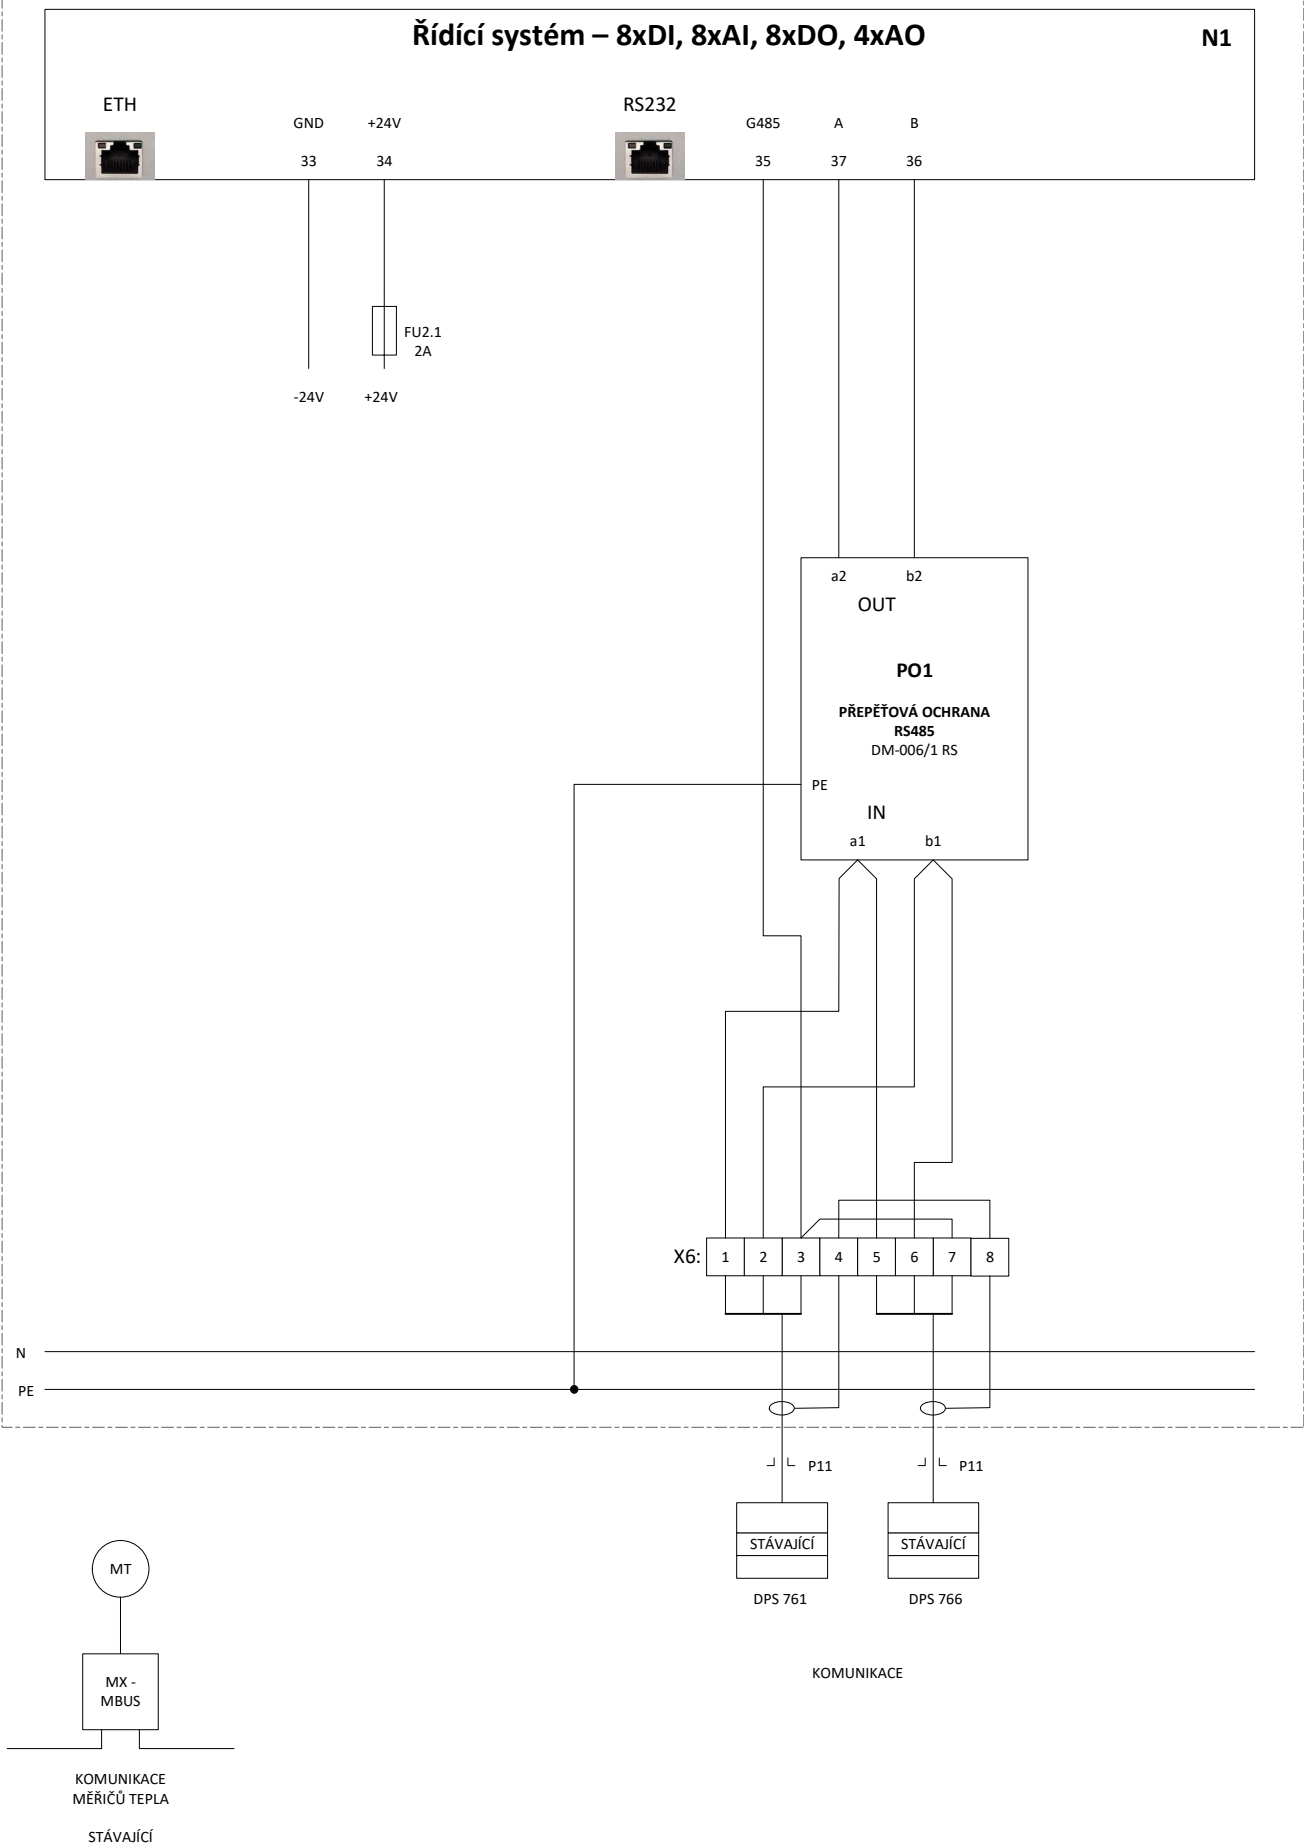 Řídící systém – 8xDI, 8xAI, 8xDO, 4xAO
N1
ETH
RS232
GND
+24V
G485
A
B
33
34
35
37
36
FU2.1
2A
-24V
+24V
a2
b2
OUT
PO1
PŘEPĚŤOVÁ OCHRANA
RS485
DM-006/1 RS
PE
IN
a1
b1
X6:
1
2
3
4
5
6
7
8
N
PE
P11
P11
STÁVAJÍCÍ
STÁVAJÍCÍ
DPS 761
DPS 766
MT
KOMUNIKACE
MX -
MBUS
KOMUNIKACE
MĚŘIČŮ TEPLA
STÁVAJÍCÍ